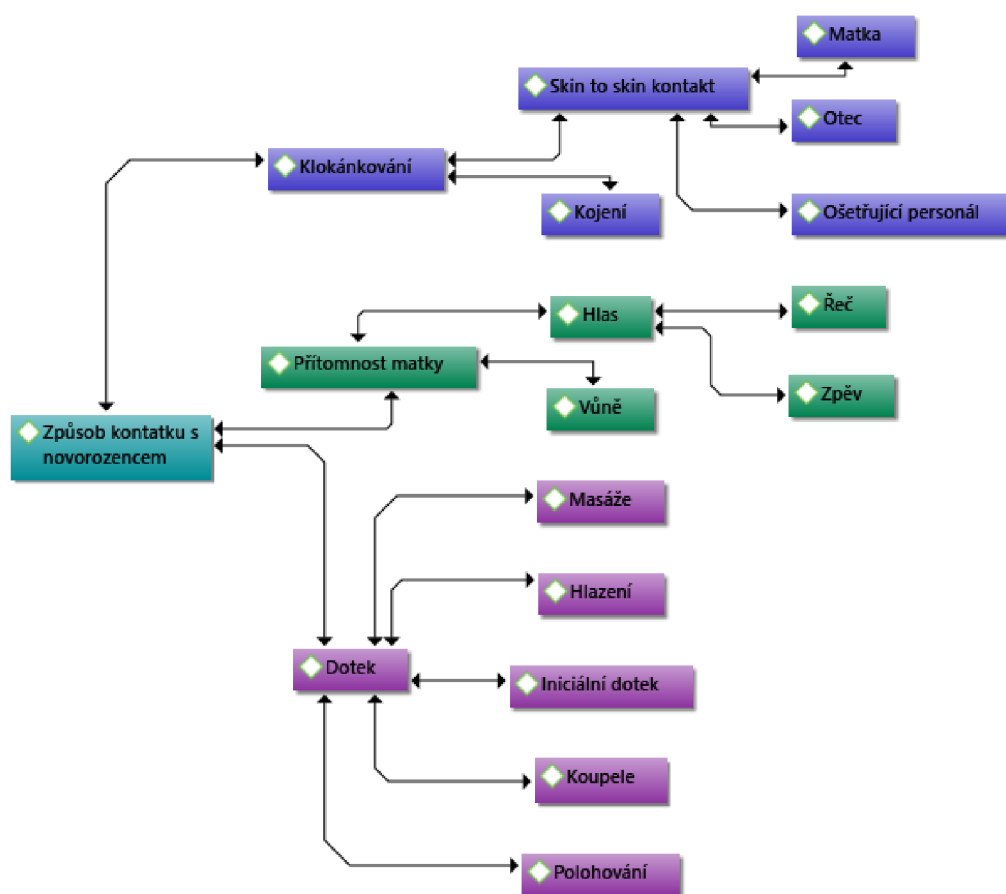 Matka
Skin to skin kontakt
Otec
Klokánkování
Kojení
Ošetřující personál
Hlas
Řeč
Přítomnost matky
Vůně
Zpěv
Způsob kontatku s
novorozencem
Masáže
Hlazení
Dotek
Iniciální dotek
Koupele
Polohování